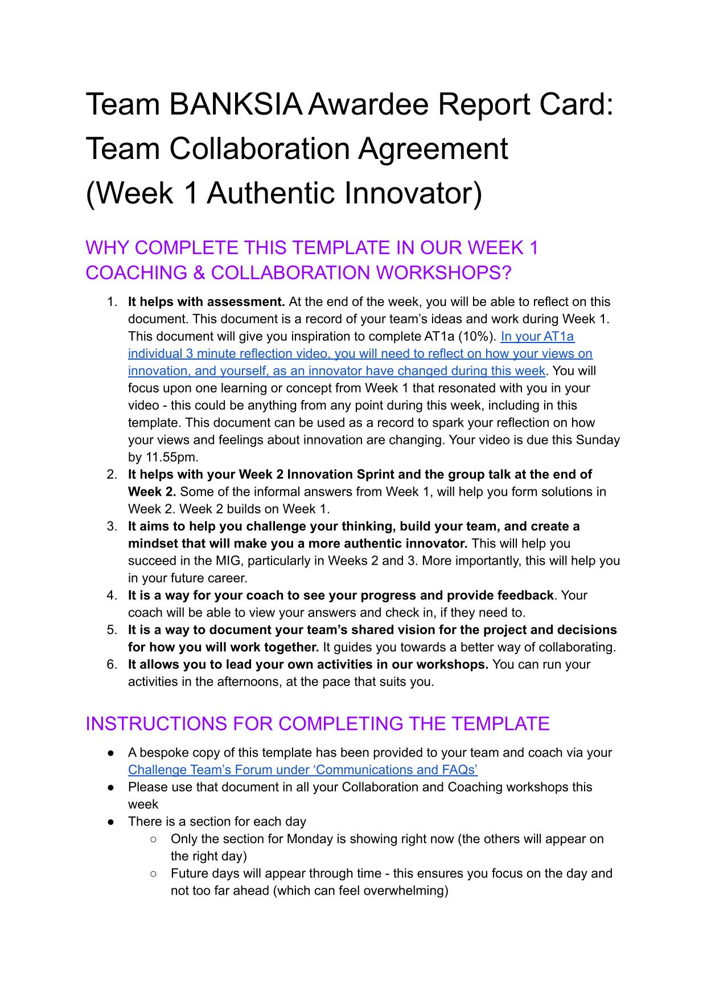 Team BANKSIA Awardee Report Card:
Team Collaboration Agreement
(Week 1 Authentic Innovator)
WHY COMPLETE THIS TEMPLATE IN OUR WEEK 1
COACHING & COLLABORATION WORKSHOPS?
1. It helps with assessment. At the end of the week, you will be able to reflect on this
document. This document is a record of your team’s ideas and work during Week 1.
This document will give you inspiration to complete AT1a (10%). In your AT1a
individual 3 minute reflection video, you will need to reflect on how your views on
innovation, and yourself, as an innovator have changed during this week. You will
focus upon one learning or concept from Week 1 that resonated with you in your
video - this could be anything from any point during this week, including in this
template. This document can be used as a record to spark your reflection on how
your views and feelings about innovation are changing. Your video is due this Sunday
by 11.55pm.
2. It helps with your Week 2 Innovation Sprint and the group talk at the end of
Week 2. Some of the informal answers from Week 1, will help you form solutions in
Week 2. Week 2 builds on Week 1.
3. It aims to help you challenge your thinking, build your team, and create a
mindset that will make you a more authentic innovator. This will help you
succeed in the MIG, particularly in Weeks 2 and 3. More importantly, this will help you
in your future career.
4. It is a way for your coach to see your progress and provide feedback. Your
coach will be able to view your answers and check in, if they need to.
5. It is a way to document your team’s shared vision for the project and decisions
for how you will work together. It guides you towards a better way of collaborating.
6. It allows you to lead your own activities in our workshops. You can run your
activities in the afternoons, at the pace that suits you.
INSTRUCTIONS FOR COMPLETING THE TEMPLATE
● A bespoke copy of this template has been provided to your team and coach via your
Challenge Team’s Forum under ‘Communications and FAQs’
● Please use that document in all your Collaboration and Coaching workshops this
week
● There is a section for each day
○ Only the section for Monday is showing right now (the others will appear on
the right day)
○ Future days will appear through time - this ensures you focus on the day and
not too far ahead (which can feel overwhelming)